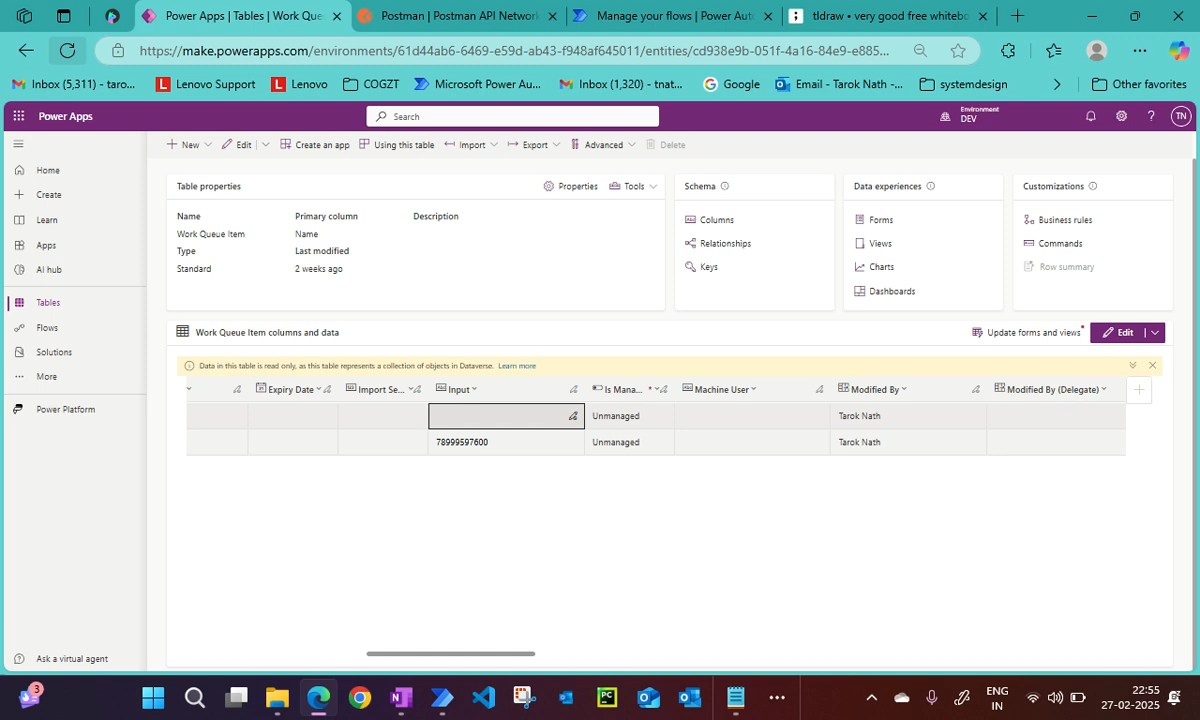 Power Apps | Tables | Work Que
Postman | Postman API Network
Manage your flows | Power Aut
tldraw • very good free whitebo
https://make.powerapps.com/environments/61d44ab6-6469-e59d-ab43-f948af645011/entities/cd938e9b-051f-4a16-84e9-e885...
Inbox (5,311) - taro...
Lenovo Support
Lenovo
COGZT
Microsoft Power Au...
Inbox (1,320) - tnat...
Google
Email - Tarok Nath -...
systemdesign
Other favorites
Power Apps
Search
Environment
DEV
TN
New
Edit
Create an app
Using this table
Import
Export
Advanced
Delete
Home
Create
Learn
Apps
AI hub
Tables
Flows
Solutions
More
Power Platform
Ask a virtual agent
Table properties
Properties
Tools
Name
Primary column
Description
Work Queue Item
Name
Type
Last modified
Standard
2 weeks ago
Schema
Columns
Relationships
Keys
Data experiences
Forms
Views
Charts
Dashboards
Customizations
Business rules
Commands
Row summary
Work Queue Item columns and data
Update forms and views
Edit
Data in this table is read only, as this table represents a collection of objects in Dataverse. Learn more
Expiry Date
Import Se...
Input
Is Mana... *
Machine User
Modified By
Modified By (Delegate)
Unmanaged
Tarok Nath
78999597600
Unmanaged
Tarok Nath
3
ENG
IN
22:55
27-02-2025